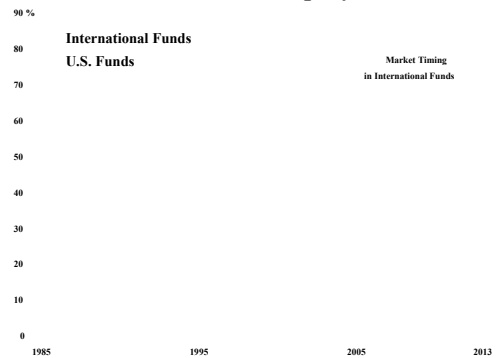 90 %
International Funds
80
U.S. Funds
Market Timing
in International Funds
70
60
50
40
30
20
10
0
1985 1995 2005 2013